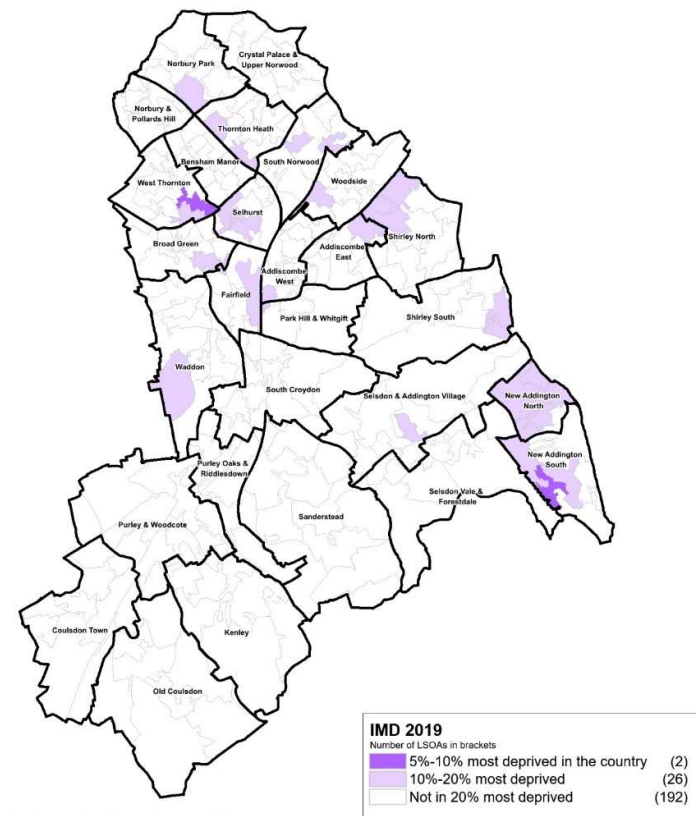 Norbury Park
Crystal Palace &
Upper Norwood
Norbury &
Pollards Hill
Thornton Heath
Bensham Manor
South Norwood
West Thornton
Woodside
Selhurst
Broad Green
Addiscombe
East
Shirley North
Addiscombe
West
Fairfield
Park Hill & Whitgift
Shirley South
Waddon
South Croydon
Selsdon & Addington Village
New Addington
North
New Addington
South
Purley Oaks &
Riddlesdown
Selsdon Vale &
Forestdale
Sanderstead
Purley & Woodcote
Coulsdon Town
Kenley
Old Coulsdon
IMD 2019
Number of LSOAs in brackets
5%-10% most deprived in the country (2)
10%-20% most deprived (26)
Not in 20% most deprived (192)